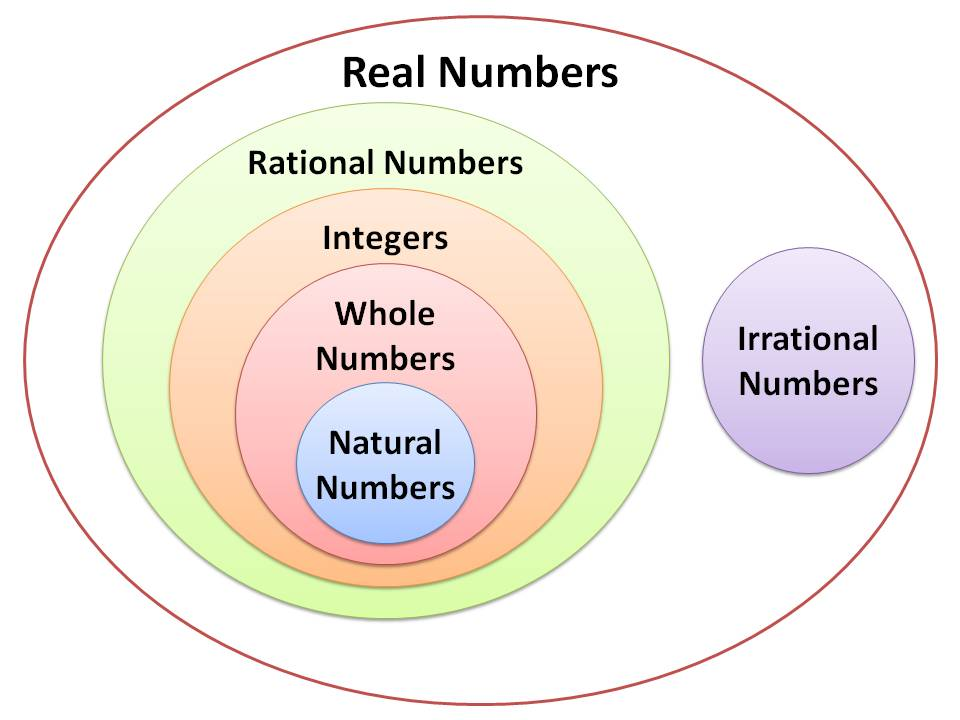 Real Numbers
Rational Numbers
Integers
Whole
Numbers
Natural
Numbers
Irrational
Numbers